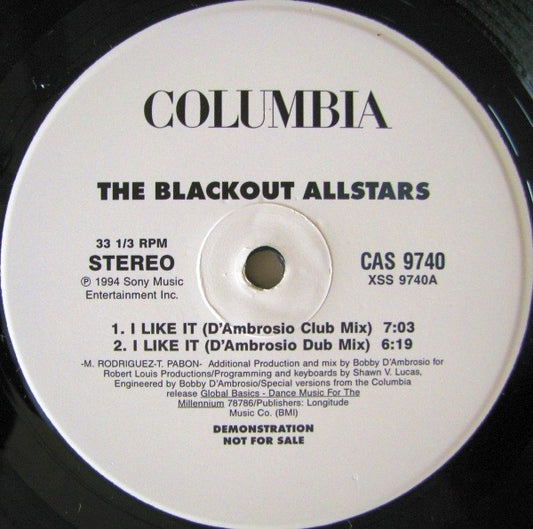 COLUMBIA
THE BLACKOUT ALLSTARS
33 1/3 RPM
STEREO
℗ 1994 Sony Music
Entertainment Inc.
CAS 9740
XSS 9740A
1. I LIKE IT (D'Ambrosio Club Mix) 7:03
2. I LIKE IT (D'Ambrosio Dub Mix) 6:19
-M. RODRIGUEZ-T. PABON- Additional Production and mix by Bobby D'Ambrosio for
Robert Louis Productions/Programming and keyboards by Shawn V. Lucas,
Engineered by Bobby D'Ambrosio/Special versions from the Columbia
release Global Basics - Dance Music For The
Millennium 78786/Publishers: Longitude
Music Co. (BMI)
DEMONSTRATION
NOT FOR SALE